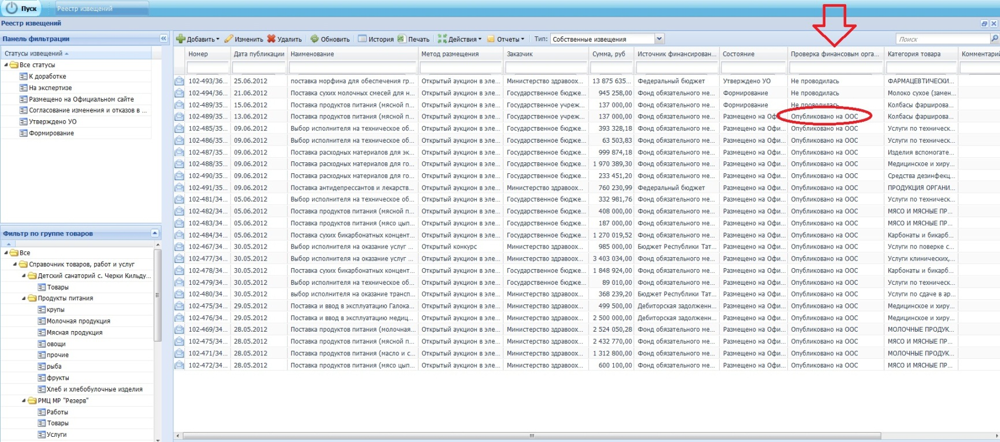 Пуск
Реестр извещений
Реестр извещений
Панель фильтрации
Добавить Изменить Удалить Обновить История Печать Действия Отчеты Тип: Собственные извещения Поиск
Статусы извещений
Все статусы
К доработке
На экспертизе
Размещено на Официальном сайте
Согласование изменения и отказов в ...
Утверждено УО
Формирование
Фильтр по группе товаров
Все
Справочник товаров, работ и услуг
Детский санаторий с. Черки Кильду...
Товары
Продукты питания
крупы
Молочная продукция
Мясная продукция
овощи
прочие
рыба
фрукты
Хлеб и хлебобулочные изделия
РМЦ МР "Резерв"
Работы
Товары
Услуги
Номер Дата публикации Наименование Метод размещения Заказчик Сумма, руб Источник финансирован... Состояние Проверка финансовым орга... Категория товара Комментарий
102-493/36... 25.06.2012 поставка морфина для обеспечения гр... Открытый аукцион в эле... Министерство здравоох... 13 875 635... Федеральный бюджет Утверждено УО Не проводилась ФАРМАЦЕВТИЧЕСКИ...
102-494/36... 21.06.2012 Поставка сухих молочных смесей для н... Открытый аукцион в эле... Государственное бюдже... 945 258,00 Фонд обязательного ме... Формирование Не проводилась Молоко сухое (замен...
102-489/35... 15.06.2012 Поставка продуктов питания (мясной п... Открытый аукцион в эле... Государственное учреж... 137 000,00 Фонд обязательного ме... Формирование Не проводилась Колбасы фарширова...
102-489/35... 13.06.2012 Поставка продуктов питания (мясной п... Открытый аукцион в эле... Государственное учреж... 137 000,00 Фонд обязательного ме... Размещено на Офи... Опубликовано на ООС Колбасы фарширова...
102-485/35... 09.06.2012 Выбор исполнителя на техническое об... Открытый аукцион в эле... Государственное бюдже... 393 328,18 Фонд обязательного ме... Размещено на Офи... Опубликовано на ООС Услуги по техническ...
102-486/35... 09.06.2012 Выбор исполнителя на техническое об... Открытый аукцион в эле... Государственное бюдже... 63 503,83 Фонд обязательного ме... Размещено на Офи... Опубликовано на ООС Услуги по техническ...
102-487/35... 09.06.2012 Поставка расходных материалов для эк... Открытый аукцион в эле... Государственное бюдже... 999 874,18 Фонд обязательного ме... Размещено на Офи... Опубликовано на ООС Изделия вспомогате...
102-488/35... 09.06.2012 Поставка расходных материалов для го... Открытый аукцион в эле... Государственное бюдже... 1 970 389,30 Фонд обязательного ме... Размещено на Офи... Опубликовано на ООС Медицинское и хиру...
102-490/35... 09.06.2012 Поставка расходных материалов для го... Открытый аукцион в эле... Государственное бюдже... 233 451,20 Фонд обязательного ме... Размещено на Офи... Опубликовано на ООС Средства дезинфекц...
102-491/35... 09.06.2012 Поставка антидепрессантов и лекарств... Открытый аукцион в эле... Министерство здравоох... 760 230,99 Федеральный бюджет Размещено на Офи... Опубликовано на ООС ПРОДУКЦИЯ ОРГАНИ...
102-481/34... 05.06.2012 Выбор исполнителя на техническое об... Открытый аукцион в эле... Государственное бюдже... 332 981,76 Фонд обязательного ме... Размещено на Офи... Опубликовано на ООС Услуги по техническ...
102-482/34... 05.06.2012 Поставка продуктов питания (мясной п... Открытый аукцион в эле... Государственное бюдже... 408 000,00 Фонд обязательного ме... Размещено на Офи... Опубликовано на ООС МЯСО И МЯСНЫЕ ПР...
102-483/34... 05.06.2012 Поставка продуктов питания (мясо цып... Открытый аукцион в эле... Государственное бюдже... 187 000,00 Фонд обязательного ме... Размещено на Офи... Опубликовано на ООС МЯСО И МЯСНЫЕ ПР...
102-484/34... 05.06.2012 Поставка сухих бикарбонатных концент... Открытый аукцион в эле... Государственное бюдже... 1 270 019,52 Фонд обязательного ме... Размещено на Офи... Опубликовано на ООС Карбонаты и бикарб...
102-467/34... 30.05.2012 Выбор исполнителя на оказание услуг ... Открытый конкурс Министерство здравоох... 985 000,00 Бюджет Республики Тат... Размещено на Офи... Опубликовано на ООС Услуги по поверке с...
102-477/34... 30.05.2012 Выбор исполнителя на оказание услуг ... Открытый аукцион в эле... Министерство здравоох... 3 403 034,00 Фонд обязательного ме... Размещено на Офи... Опубликовано на ООС Услуги клинических,...
102-478/34... 30.05.2012 Поставка сухих бикарбонатных концент... Открытый аукцион в эле... Государственное бюдже... 1 848 924,00 Фонд обязательного ме... Размещено на Офи... Опубликовано на ООС Карбонаты и бикарб...
102-479/34... 30.05.2012 Выбор исполнителя на техническое об... Открытый аукцион в эле... Государственное бюдже... 89 010,00 Фонд обязательного ме... Размещено на Офи... Опубликовано на ООС Услуги по техническ...
102-480/34... 30.05.2012 выбор исполнителя на оказание трансп... Открытый аукцион в эле... Министерство здравоох... 368 239,20 Бюджет Республики Тат... Размещено на Офи... Опубликовано на ООС Услуги по сдаче в ар...
102-475/34... 29.05.2012 Поставка и ввод в эксплуатацию Галока... Открытый аукцион в эле... Министерство здравоох... 499 500,00 Дебиторская задолженн... Размещено на Офи... Опубликовано на ООС Медицинское и хиру...
102-476/34... 29.05.2012 Поставка и ввод в эксплуатацию медиц... Открытый аукцион в эле... Министерство здравоох... 2 500 000,00 Дебиторская задолженн... Размещено на Офи... Опубликовано на ООС Медицинское и хиру...
102-469/34... 28.05.2012 Поставка продуктов питания (молочная... Открытый аукцион в эле... Министерство здравоох... 2 524 050,28 Фонд обязательного ме... Размещено на Офи... Опубликовано на ООС МОЛОЧНЫЕ ПРОДУК...
102-475/34... 28.05.2012 Поставка продуктов питания (мясной п... Открытый аукцион в эле... Министерство здравоох... 2 432 770,00 Фонд обязательного ме... Размещено на Офи... Опубликовано на ООС МЯСО И МЯСНЫЕ ПР...
102-471/34... 28.05.2012 Поставка продуктов питания (масло и с... Открытый аукцион в эле... Министерство здравоох... 1 312 800,00 Фонд обязательного ме... Размещено на Офи... Опубликовано на ООС МОЛОЧНЫЕ ПРОДУК...
102-472/34... 28.05.2012 Поставка продуктов питания (мясо цып... Открытый аукцион в эле... Министерство здравоох... 600 100,00 Фонд обязательного ме... Размещено на Офи... Опубликовано на ООС МЯСО И МЯСНЫЕ ПР...